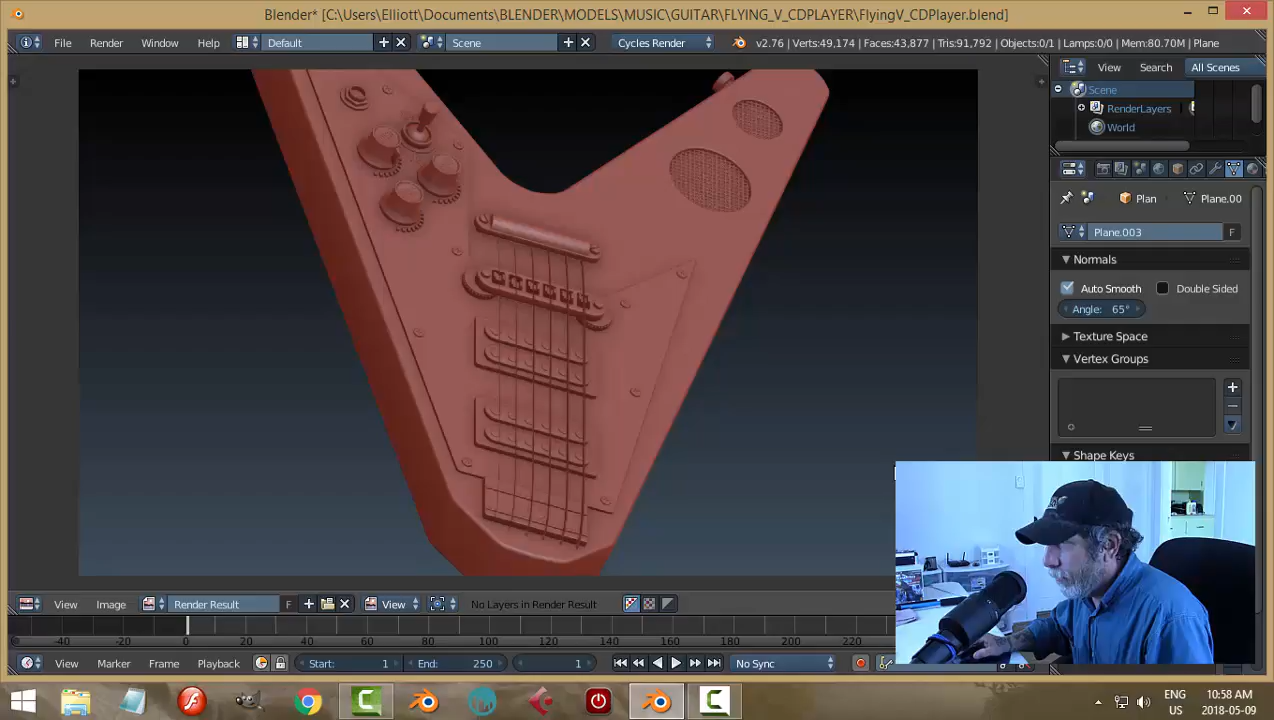 Blender* [C:\Users\Elliott\Documents\BLENDER\MODELS\MUSIC\GUITAR\FLYING_V_CDPLAYER\FlyingV_CDPlayer.blend]
File Render Window Help Default Scene Cycles Render v2.76 | Verts:49,174 | Faces:43,877 | Tris:91,792 | Objects:0/1 | Lamps:0/0 | Mem:80.70M | Plane
View Search All Scenes
Scene
RenderLayers
World
Plan Plane.00
Plane.003 F
Normals
Auto Smooth Double Sided
Angle: 65°
Texture Space
Vertex Groups
Shape Keys
View Image Render Result F View No Layers in Render Result
-40 -20 0 20 40 60 80 100 120 140 160 180 200 220
View Marker Frame Playback Start: 1 End: 250 1 No Sync
ENG 10:58 AM
US 2018-05-09